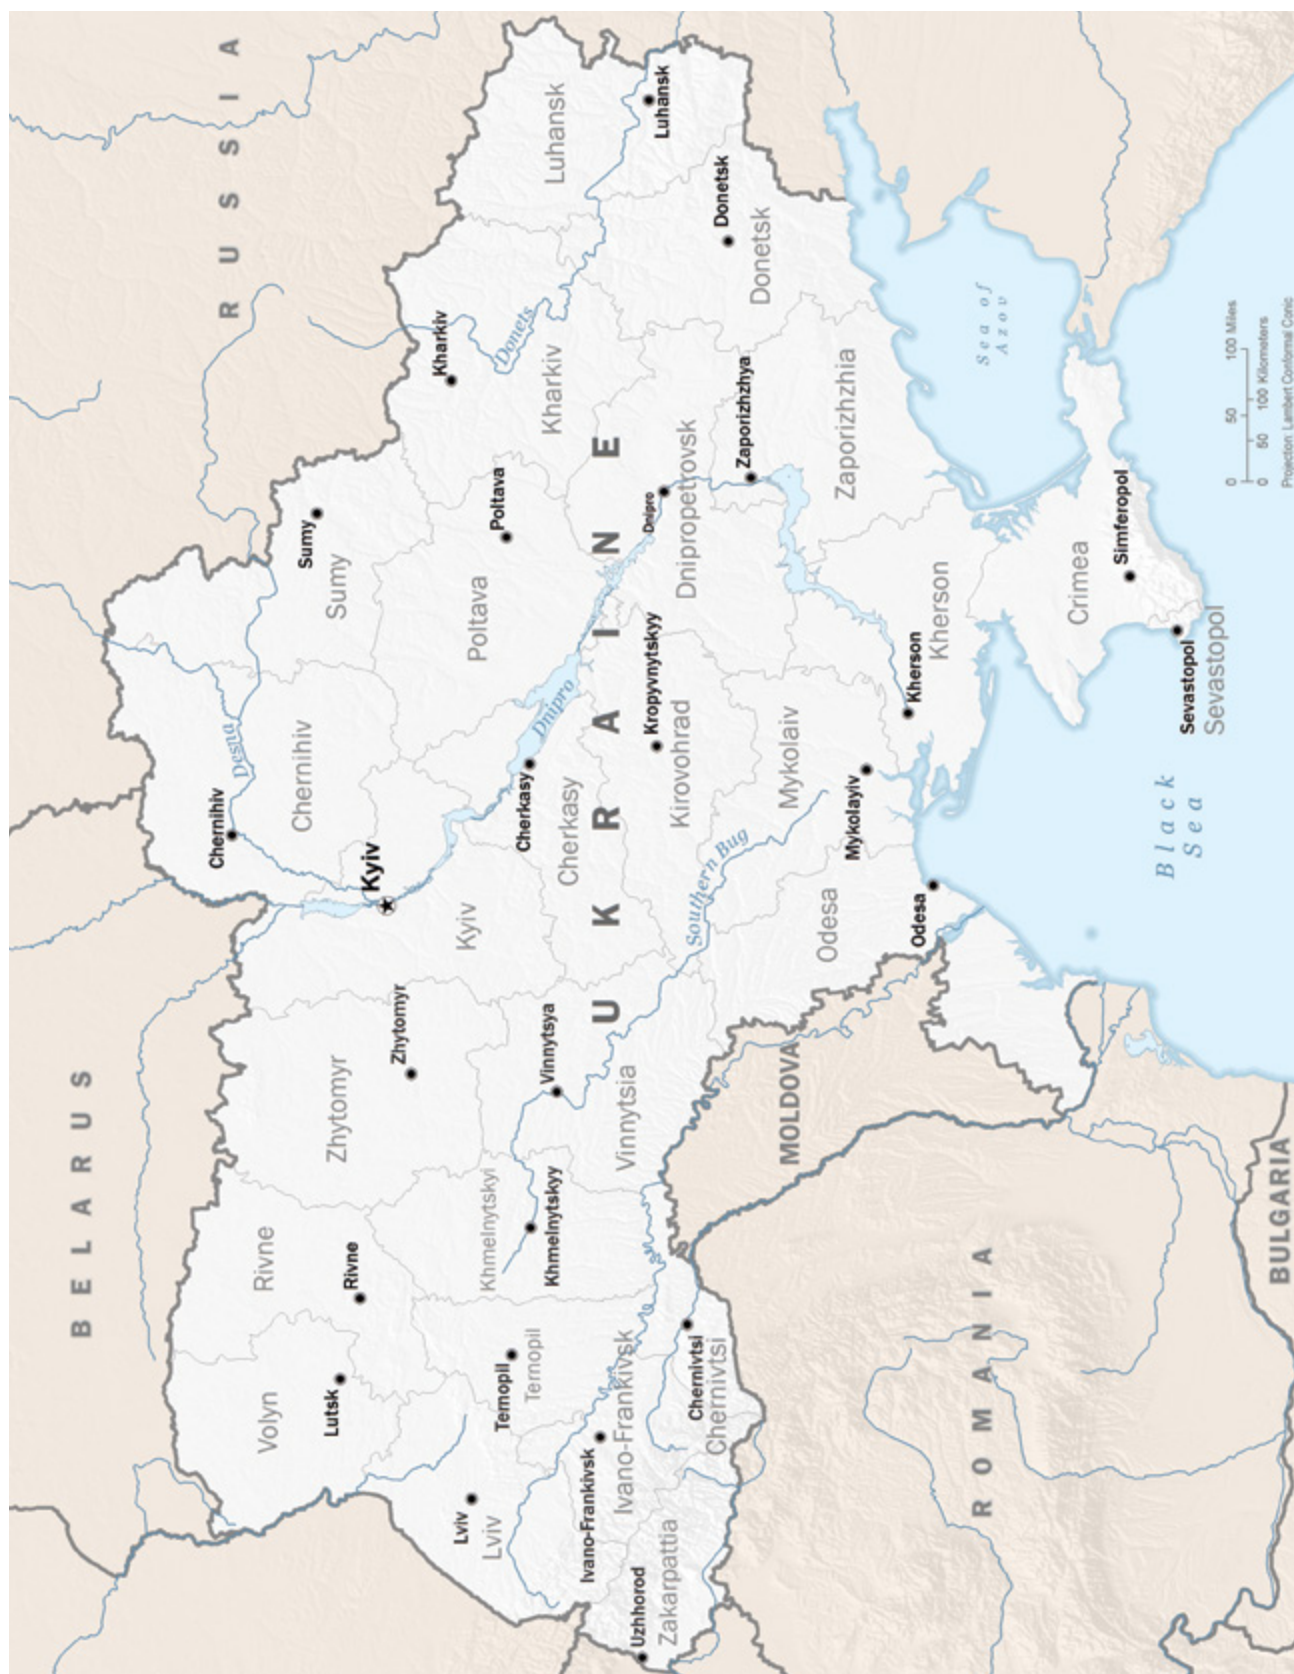 RUSSIA
BELARUS
UKRAINE
MOLDOVA
ROMANIA
BULGARIA
Black
Sea
Sea of
Azov
Desna
Dnipro
Donets
Southern Bug
Volyn
Lutsk
Rivne
Rivne
Zhytomyr
Zhytomyr
Kyiv
Kyiv
Chernihiv
Chernihiv
Sumy
Sumy
Lviv
Lviv
Ternopil
Ternopil
Khmelnytskyi
Khmelnytskyy
Vinnytsya
Vinnytsia
Cherkasy
Cherkasy
Poltava
Poltava
Kharkiv
Kharkiv
Luhansk
Luhansk
Uzhhorod
Zakarpattia
Ivano-Frankivsk
Ivano-Frankivsk
Chernivtsi
Chernivtsi
Kropyvnytskyy
Kirovohrad
Dnipro
Dnipropetrovsk
Donetsk
Donetsk
Zaporizhzhya
Zaporizhzhia
Odesa
Odesa
Mykolaiv
Mykolayiv
Kherson
Kherson
Crimea
Simferopol
Sevastopol
Sevastopol
0 50 100 Miles
0 50 100 Kilometers
Projection: Lambert Conformal Conic